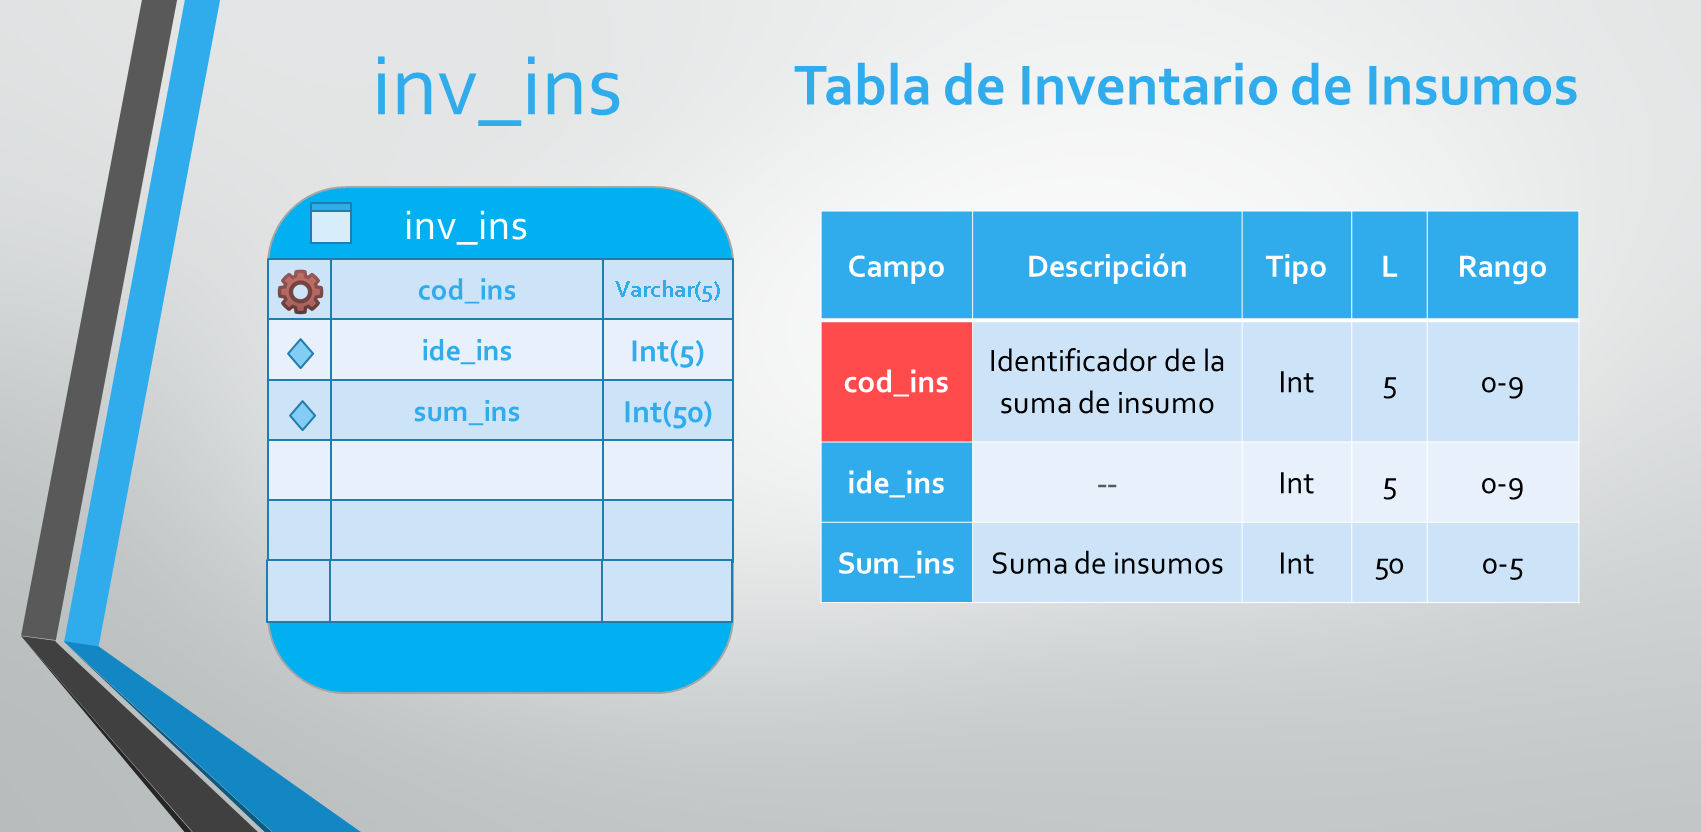 inv_ins
Tabla de Inventario de Insumos
inv_ins
cod_ins Varchar(5)
ide_ins Int(5)
sum_ins Int(50)
Campo Descripción Tipo L Rango
cod_ins Identificador de la suma de insumo Int 5 0-9
ide_ins -- Int 5 0-9
Sum_ins Suma de insumos Int 50 0-5